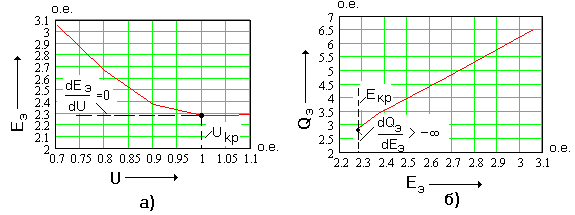 о.е.
3.1
3
2.9
2.8
2.7
2.6
2.5
2.4
2.3
2.2
2.1
2
Eэ
dEэ
dU
=0
Uкр
0.7 0.75 0.8 0.85 0.9 0.95 1 1.05 1.1
о.е.
U
а)
о.е.
7
6.5
6
5.5
5
4.5
4
3.5
3
2.5
2
Qэ
Eкр
dQэ
dEэ
> -∞
2.2 2.3 2.4 2.5 2.6 2.7 2.8 2.9 3 3.1
о.е.
Eэ
б)